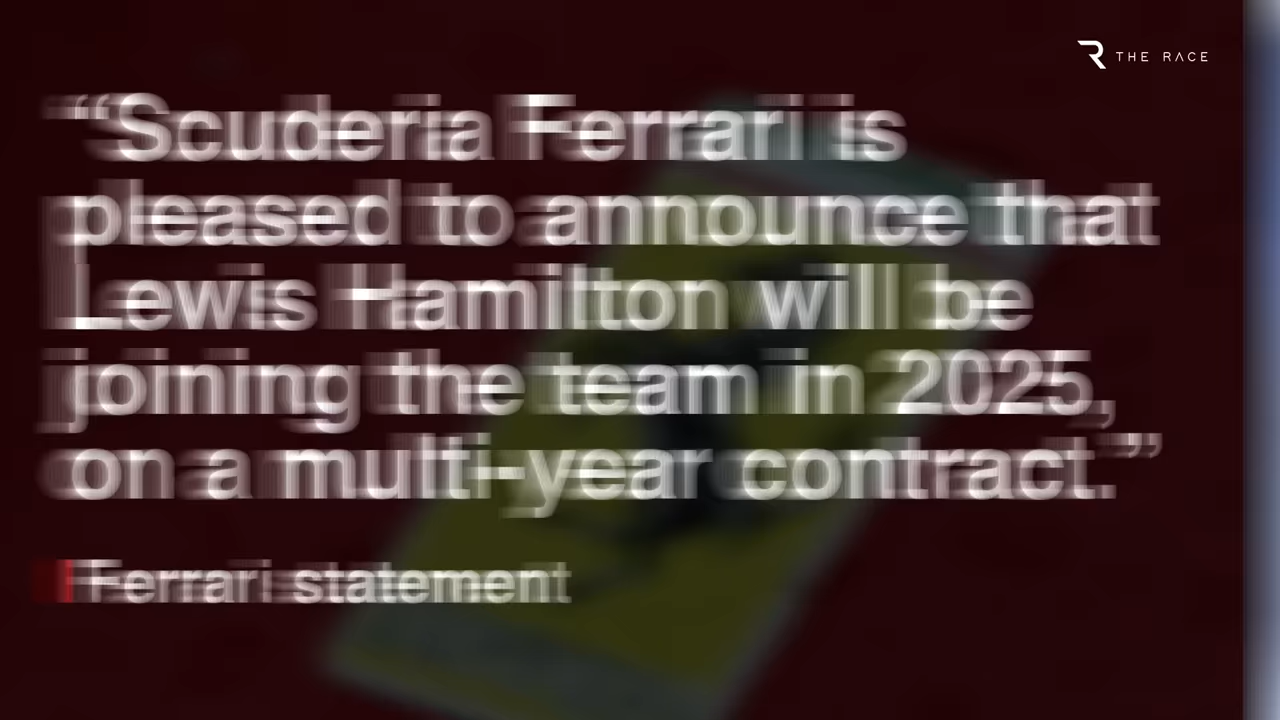 THE RACE
“Scuderia Ferrari is
pleased to announce that
Lewis Hamilton will be
joining the team in 2025,
on a multi-year contract.”
Ferrari statement